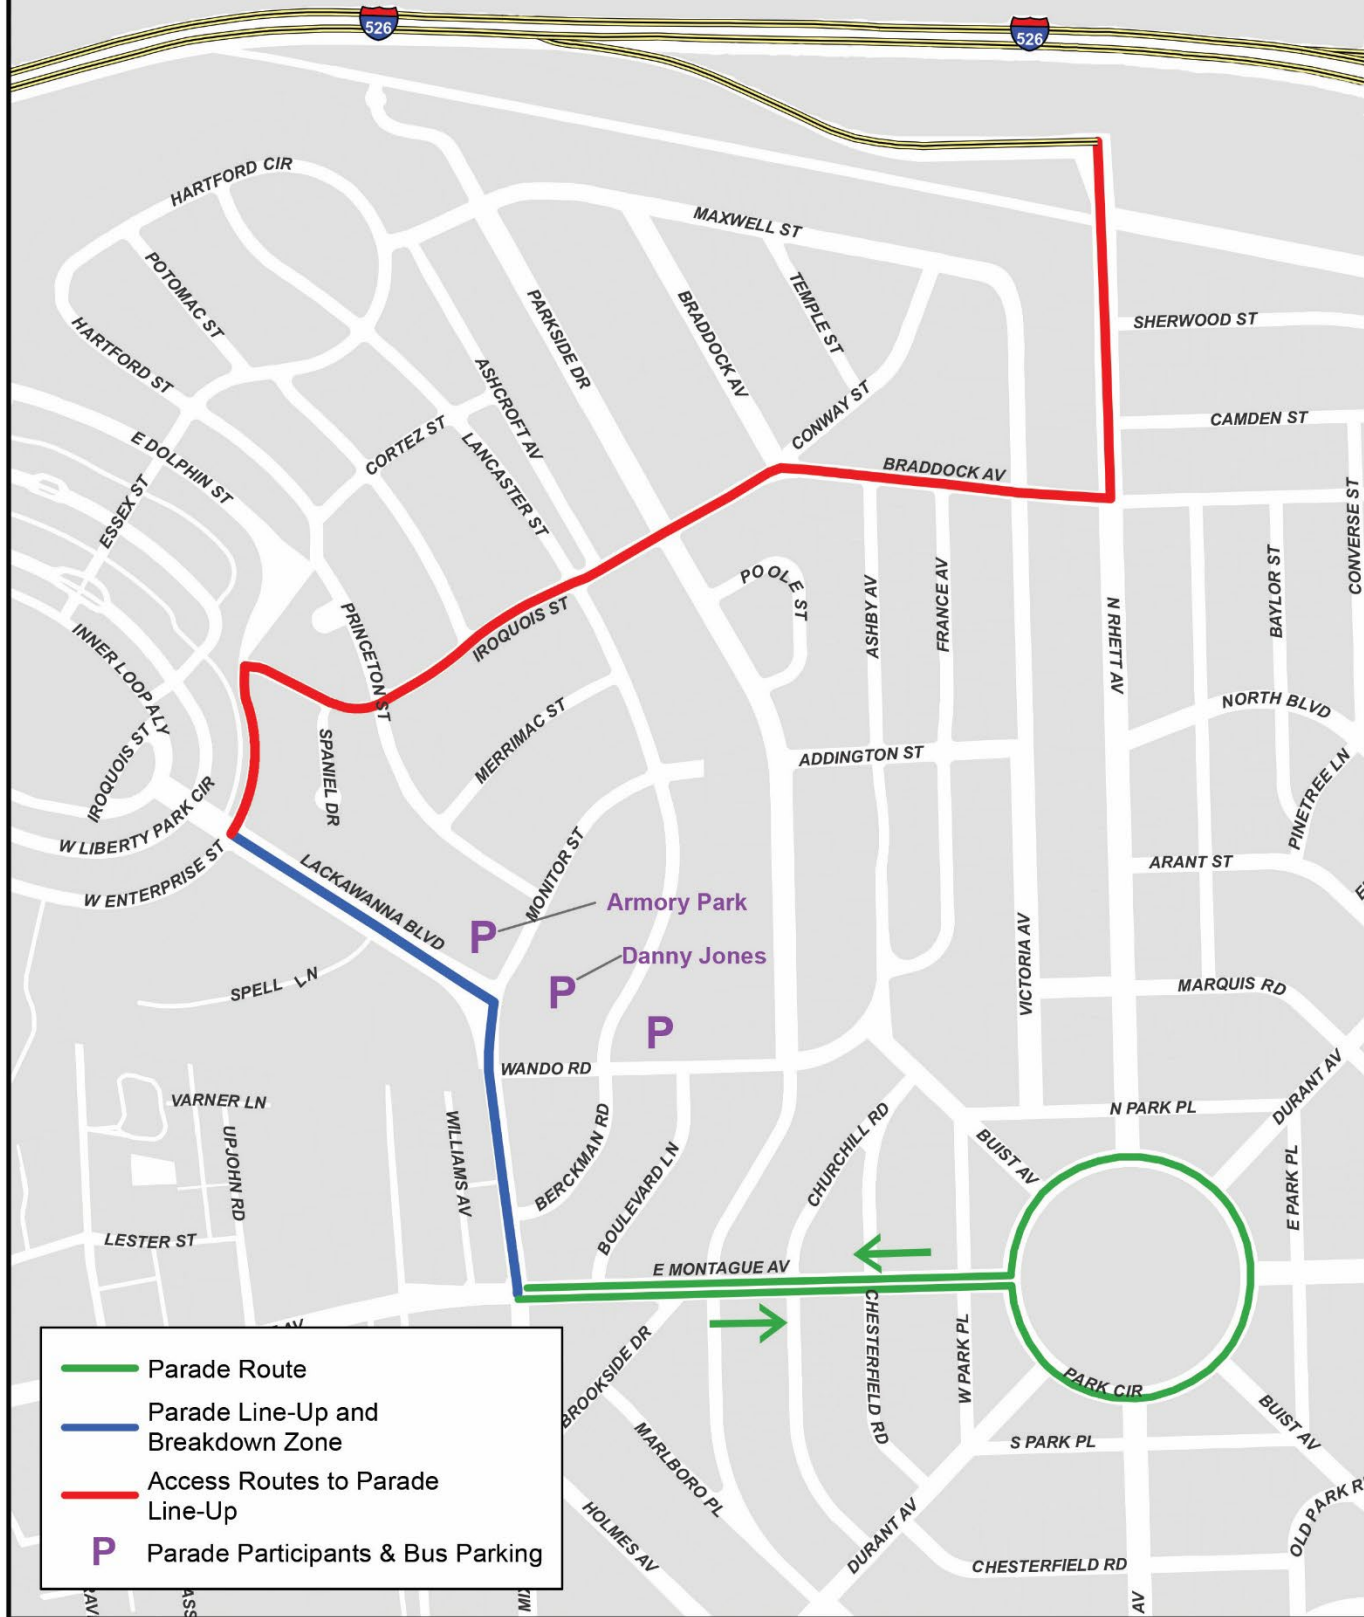 526
526
HARTFORD CIR
MAXWELL ST
POTOMAC ST
PARKSIDE DR
BRADDOCK AV
TEMPLE ST
SHERWOOD ST
HARTFORD ST
ASHCROFT AV
CONWAY ST
CAMDEN ST
E DOLPHIN ST
CORTEZ ST
LANCASTER ST
BRADDOCK AV
ESSEX ST
CONVERSE ST
POOLE ST
ASHBY AV
FRANCE AV
BAYLOR ST
IROQUOIS ST
PRINCETON ST
N RHETT AV
INNER LOOP ALY
NORTH BLVD
IROQUOIS ST
SPANIEL DR
MERRIMAC ST
ADDINGTON ST
PINETREE LN
W LIBERTY PARK CIR
ARANT ST
W ENTERPRISE ST
LACKAWANNA BLVD
MONITOR ST
Armory Park
P
Danny Jones
P
P
VICTORIA AV
SPELL LN
MARQUIS RD
WANDO RD
VARNER LN
N PARK PL
DURANT AV
UPJOHN RD
WILLIAMS AV
BERCKMAN RD
BOULEVARD LN
CHURCHILL RD
BUIST AV
E PARK PL
LESTER ST
E MONTAGUE AV
AV
BROOKSIDE DR
CHESTERFIELD RD
W PARK PL
PARK CIR
BUIST AV
MARLBORO PL
S PARK PL
HOLMES AV
DURANT AV
OLD PARK R
CHESTERFIELD RD
AV
Parade Route
Parade Line-Up and
Breakdown Zone
Access Routes to Parade
Line-Up
P Parade Participants & Bus Parking